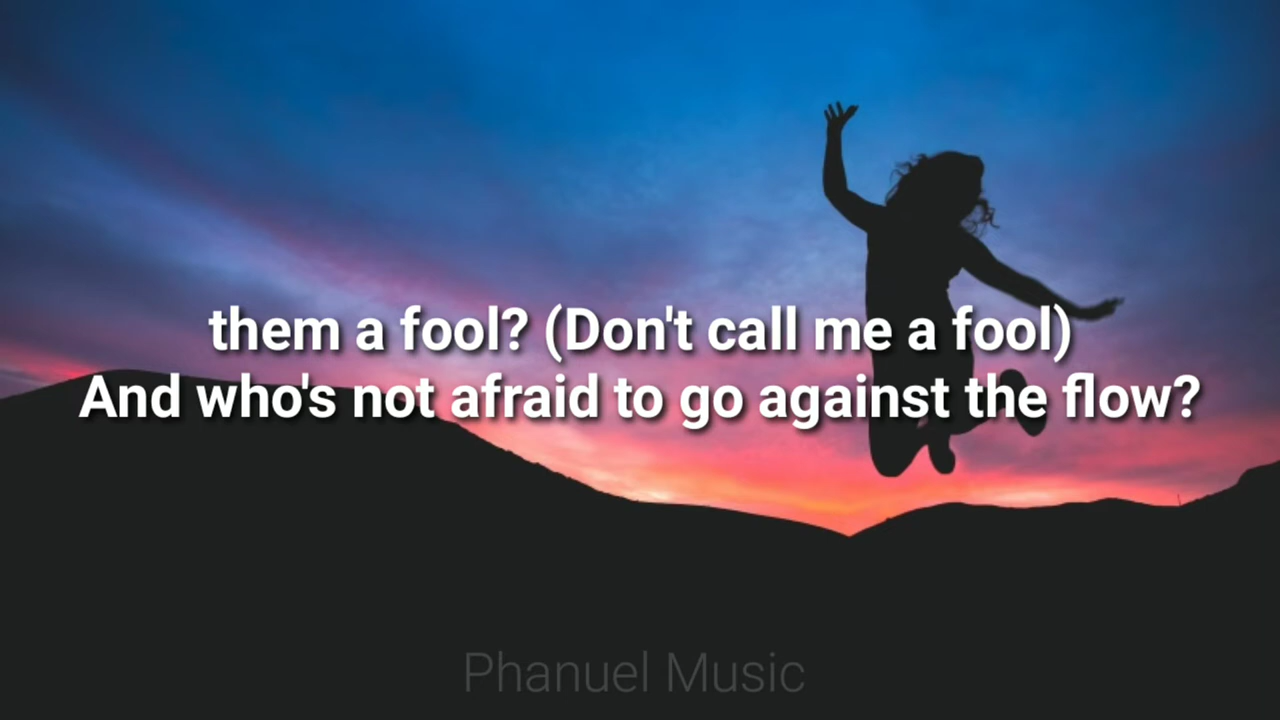 them a fool? (Don't call me a fool)
And who's not afraid to go against the flow?
Phanuel Music